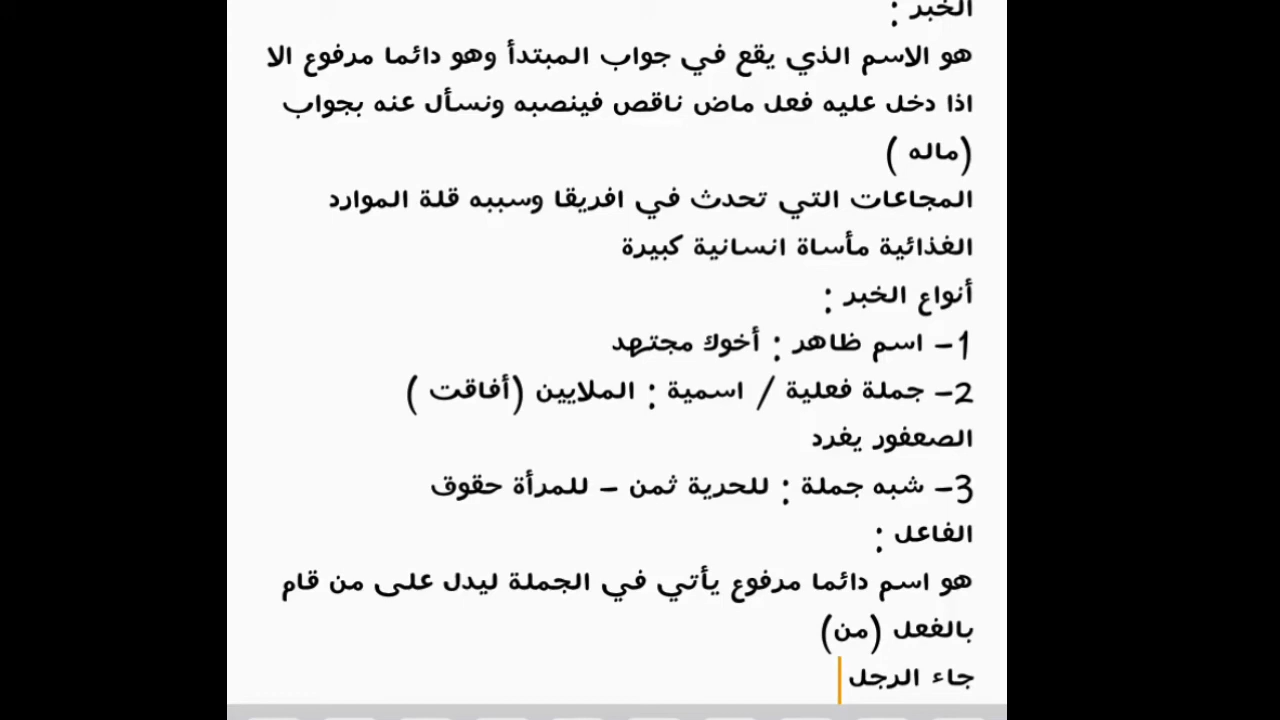 الخبر :
هو الاسم الذي يقع في جواب المبتدأ وهو دائما مرفوع الا
اذا دخل عليه فعل ماض ناقص فينصبه ونسأل عنه بجواب
(ماله )
المجاعات التي تحدث في افريقا وسببه قلة الموارد
الغذائية مأساة انسانية كبيرة
أنواع الخبر :
1- اسم ظاهر : أخوك مجتهد
2- جملة فعلية / اسمية : الملايين (أفاقت )
الصعفور يغرد
3- شبه جملة : للحرية ثمن - للمرأة حقوق
الفاعل :
هو اسم دائما مرفوع يأتي في الجملة ليدل على من قام
بالفعل (من)
جاء الرجل